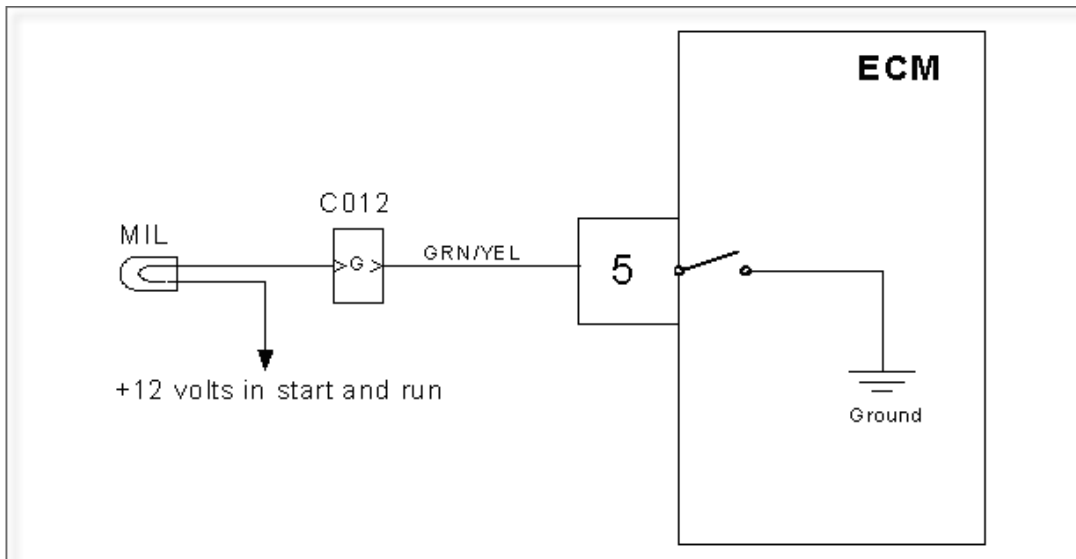 ECM
C012
MIL
G
GRN/YEL
5
+12 volts in start and run
Ground